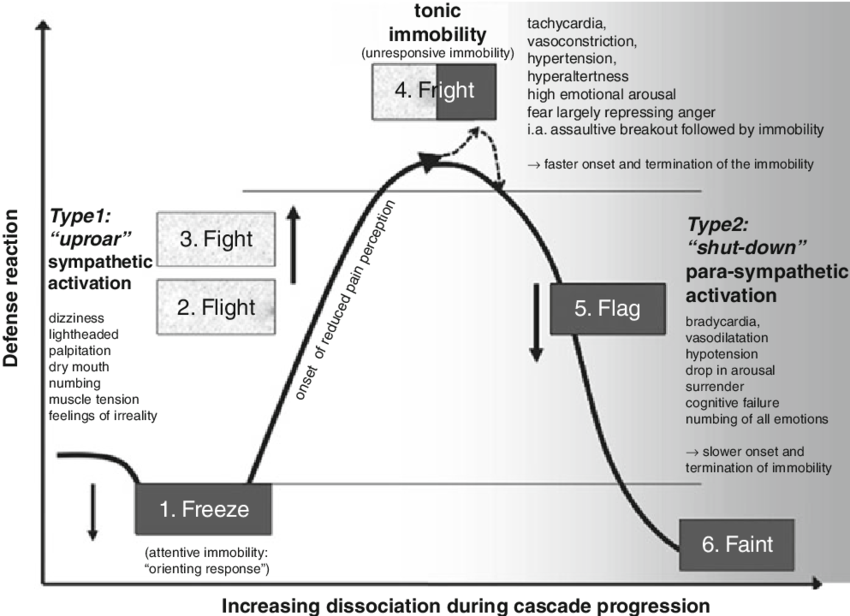 tonic
immobility
(unresponsive immobility)
4. Fright
tachycardia,
vasoconstriction,
hypertension,
hyperaltertness
high emotional arousal
fear largely repressing anger
i.a. assaultive breakout followed by immobility
→ faster onset and termination of the immobility
Defense reaction
Type1:
“uproar”
sympathetic
activation
dizziness
lightheaded
palpitation
dry mouth
numbing
muscle tension
feelings of irreality
3. Fight
2. Flight
onset of reduced pain perception
5. Flag
Type2:
“shut-down”
para-sympathetic
activation
bradycardia,
vasodilatation
hypotension
drop in arousal
surrender
cognitive failure
numbing of all emotions
→ slower onset and
termination of immobility
1. Freeze
(attentive immobility:
“orienting response”)
6. Faint
Increasing dissociation during cascade progression